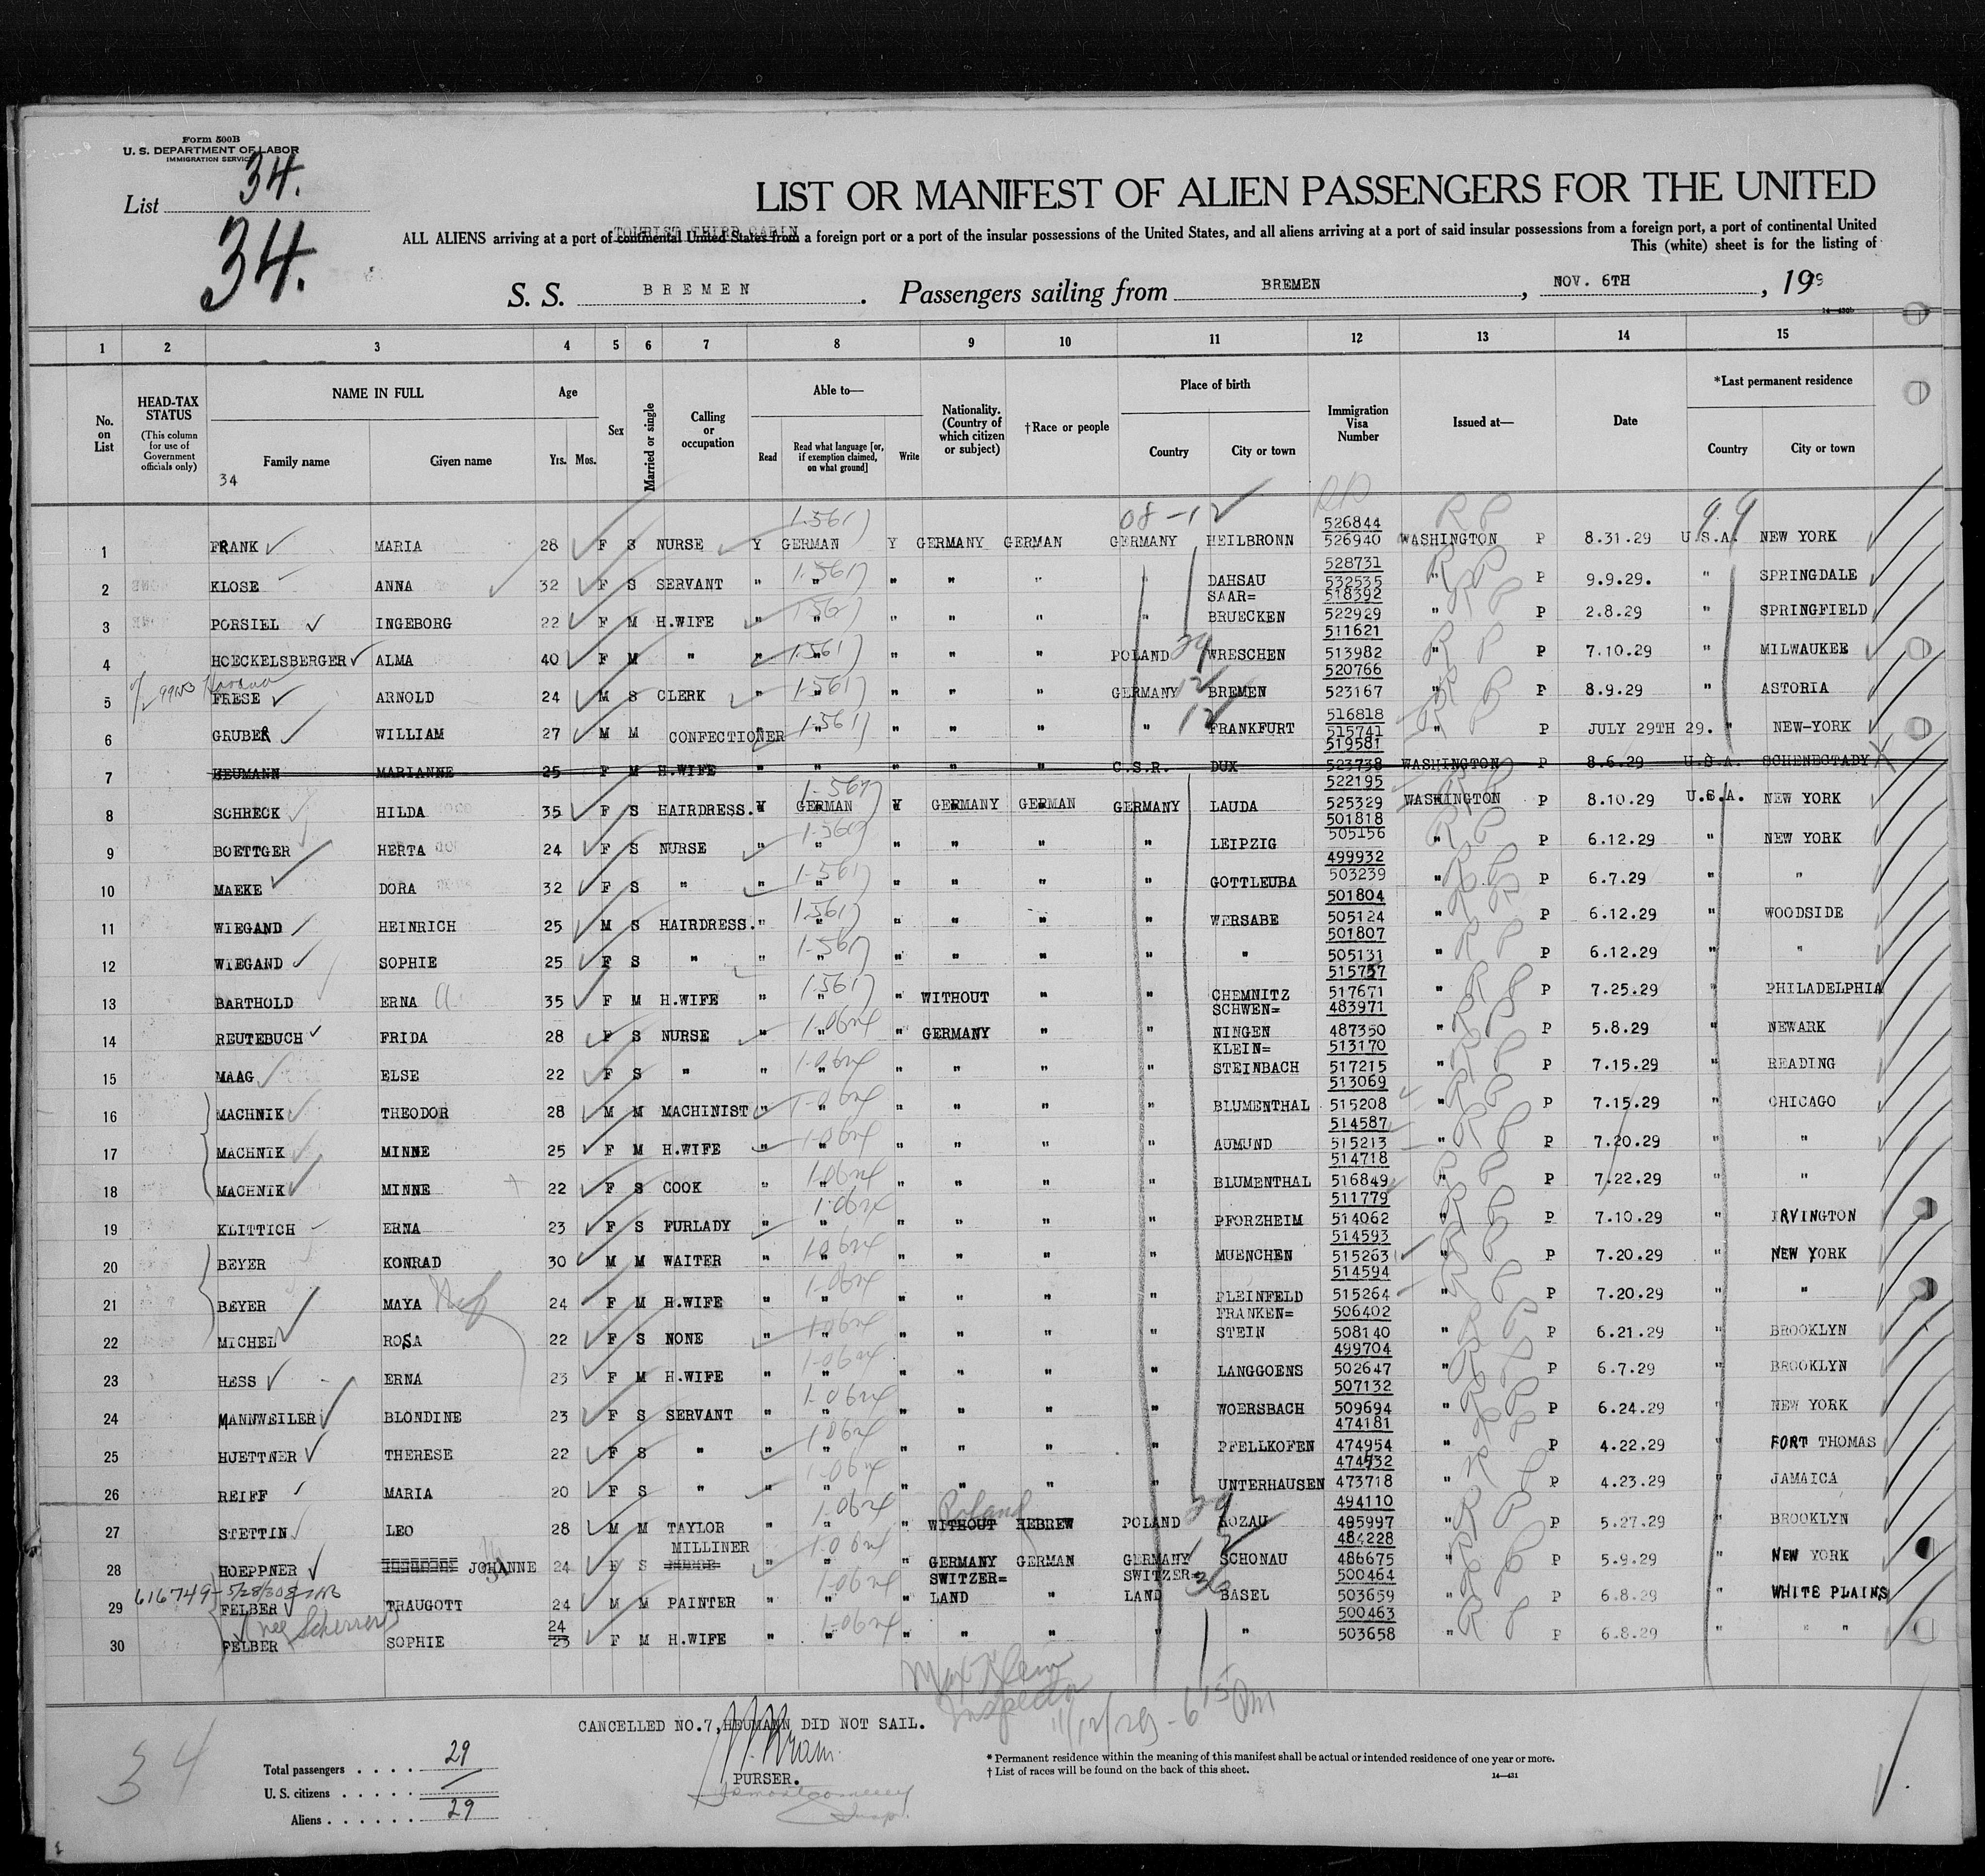 Form 500B
U. S. DEPARTMENT OF LABOR
IMMIGRATION SERVICE
List 34.
34.
LIST OR MANIFEST OF ALIEN PASSENGERS FOR THE UNITED
TOURIST THIRD CABIN
ALL ALIENS arriving at a port of continental United States from a foreign port or a port of the insular possessions of the United States, and all aliens arriving at a port of said insular possessions from a foreign port, a port of continental United
This (white) sheet is for the listing of
S. S. BREMEN . Passengers sailing from BREMEN , NOV. 6TH , 1929
1 2 3 4 5 6 7 8 9 10 11 12 13 14 15
No. on List
HEAD-TAX STATUS (This column for use of Government officials only)
NAME IN FULL
Family name
Given name
34
Age
Yrs. Mos.
Sex
Married or single
Calling or occupation
Able to—
Read
Read what language [or, if exemption claimed, on what ground]
Write
Nationality. (Country of which citizen or subject)
†Race or people
Place of birth
Country
City or town
Immigration Visa Number
Issued at—
Date
*Last permanent residence
Country
City or town
08-12 RP RP 99
526844
1 FRANK MARIA 28 F S NURSE Y GERMAN Y GERMANY GERMAN GERMANY HEILBRONN 526940 WASHINGTON P 8.31.29 U.S.A. NEW YORK
528731
2 KLOSE ANNA 32 F S SERVANT " " " " " " DAHSAU 532535 " P 9.9.29. " SPRINGDALE
SAAR= 518392
3 PORSIEL INGEBORG 22 F M H.WIFE " " " " " " BRUECKEN 522929 " P 2.8.29 " SPRINGFIELD
511621
4 HOECKELSBERGER ALMA 40 F M " " " " " " POLAND WRESCHEN 513982 " P 7.10.29 " MILWAUKEE
520766
5 FRESE ARNOLD 24 M S CLERK " " " " " GERMANY BREMEN 523167 " P 8.9.29 " ASTORIA
516818
6 GRUBER WILLIAM 27 M M CONFECTIONER " " " " " " FRANKFURT 515741 " P JULY 29TH 29. " NEW-YORK
519581
7 HEUMANN MARIANNE 25 F M H.WIFE " " " " " C.S.R. DUX 523738 WASHINGTON P 8.6.29 U.S.A. SCHENECTADY
522195
8 SCHRECK HILDA 35 F S HAIRDRESS. Y GERMAN Y GERMANY GERMAN GERMANY LAUDA 525329 WASHINGTON P 8.10.29 U.S.A. NEW YORK
501818
9 BOETTGER HERTA 24 F S NURSE " " " " " " LEIPZIG 505156 " P 6.12.29 " NEW YORK
499932
10 MAEKE DORA 32 F S " " " " " " " GOTTLEUBA 503239 " P 6.7.29 " "
501804
11 WIEGAND HEINRICH 25 M S HAIRDRESS. " " " " " " WERSABE 505124 " P 6.12.29 " WOODSIDE
501807
12 WIEGAND SOPHIE 25 F S " " " " " " " " 505131 " P 6.12.29 " "
515757
13 BARTHOLD ERNA 35 F M H.WIFE " " " WITHOUT " " CHEMNITZ 517671 " P 7.25.29 " PHILADELPHIA
SCHWEN= 483971
14 REUTEBUCH FRIDA 28 F S NURSE " " " GERMANY " " NINGEN 487350 " P 5.8.29 " NEWARK
KLEIN= 513170
15 MAAG ELSE 22 F S " " " " " " " STEINBACH 517215 " P 7.15.29 " READING
513069
16 MACHNIK THEODOR 28 M M MACHINIST " " " " " " BLUMENTHAL 515208 " P 7.15.29 " CHICAGO
514587
17 MACHNIK MINNE 25 F M H.WIFE " " " " " " AUMUND 515213 " P 7.20.29 " "
514718
18 MACHNIK MINNE 22 F S COOK " " " " " " BLUMENTHAL 516849 " P 7.22.29 " "
511779
19 KLITTICH ERNA 23 F S FURLADY " " " " " " PFORZHEIM 514062 " P 7.10.29 " IRVINGTON
514593
20 BEYER KONRAD 30 M M WAITER " " " " " " MUENCHEN 515263 " P 7.20.29 " NEW YORK
514594
21 BEYER MAYA 24 F M H.WIFE " " " " " " PLEINFELD 515264 " P 7.20.29 " "
FRANKEN= 506402
22 MICHEL ROSA 22 F S NONE " " " " " " STEIN 508140 " P 6.21.29 " BROOKLYN
499704
23 HESS ERNA 23 F M H.WIFE " " " " " " LANGGOENS 502647 " P 6.7.29 " BROOKLYN
507132
24 MANNWEILER BLONDINE 23 F S SERVANT " " " " " " WOERSBACH 509694 " P 6.24.29 " NEW YORK
474181
25 HUETTNER THERESE 22 F S " " " " " " " PFELLKOFEN 474954 " P 4.22.29 " FORT THOMAS
474532
26 REIFF MARIA 20 F S " " " " " " " UNTERHAUSEN 473718 " P 4.23.29 " JAMAICA
Poland 494110
27 STETTIN LEO 28 M M TAYLOR " " " WITHOUT HEBREW POLAND KOZAU 495997 " P 5.27.29 " BROOKLYN
MILLINER 484228
28 HOEPPNER JOHANNE 24 F S " " " GERMANY GERMAN GERMANY SCHONAU 486675 " P 5.9.29 " NEW YORK
616749-5/28/30 SWITZER= SWITZER= 500464
29 FELBER TRAUGOTT 24 M M PAINTER " " " LAND " LAND BASEL 503659 " P 6.8.29 " WHITE PLAINS
(nee Scherrer) 24 500463
30 FELBER SOPHIE 23 F M H.WIFE " " " " " " " 503658 " P 6.8.29 " " "
Max Klein
Inspector
11/12/29 - 6 15 PM
CANCELLED NO.7, HEUMANN DID NOT SAIL.
PURSER.
34
Total passengers . . . . 29
U. S. citizens . . . . .
Aliens . . . . . . 29
* Permanent residence within the meaning of this manifest shall be actual or intended residence of one year or more.
† List of races will be found on the back of this sheet.
14—431